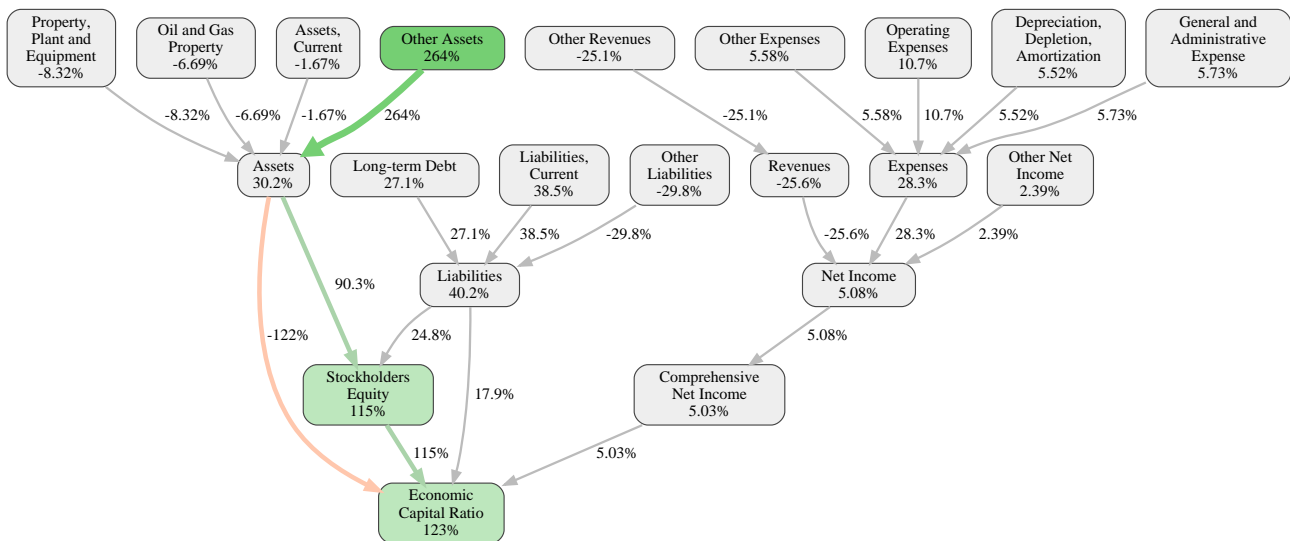 Property,
Plant and
Equipment
-8.32%
Oil and Gas
Property
-6.69%
Assets,
Current
-1.67%
Other Assets
264%
Other Revenues
-25.1%
Other Expenses
5.58%
Operating
Expenses
10.7%
Depreciation,
Depletion,
Amortization
5.52%
General and
Administrative
Expense
5.73%
-8.32%
-6.69%
-1.67%
264%
-25.1%
5.58%
10.7%
5.52%
5.73%
Assets
30.2%
Long-term Debt
27.1%
Liabilities,
Current
38.5%
Other
Liabilities
-29.8%
Revenues
-25.6%
Expenses
28.3%
Other Net
Income
2.39%
27.1%
38.5%
-29.8%
-25.6%
28.3%
2.39%
90.3%
Liabilities
40.2%
Net Income
5.08%
-122%
24.8%
5.08%
Stockholders
Equity
115%
17.9%
Comprehensive
Net Income
5.03%
115%
5.03%
Economic
Capital Ratio
123%